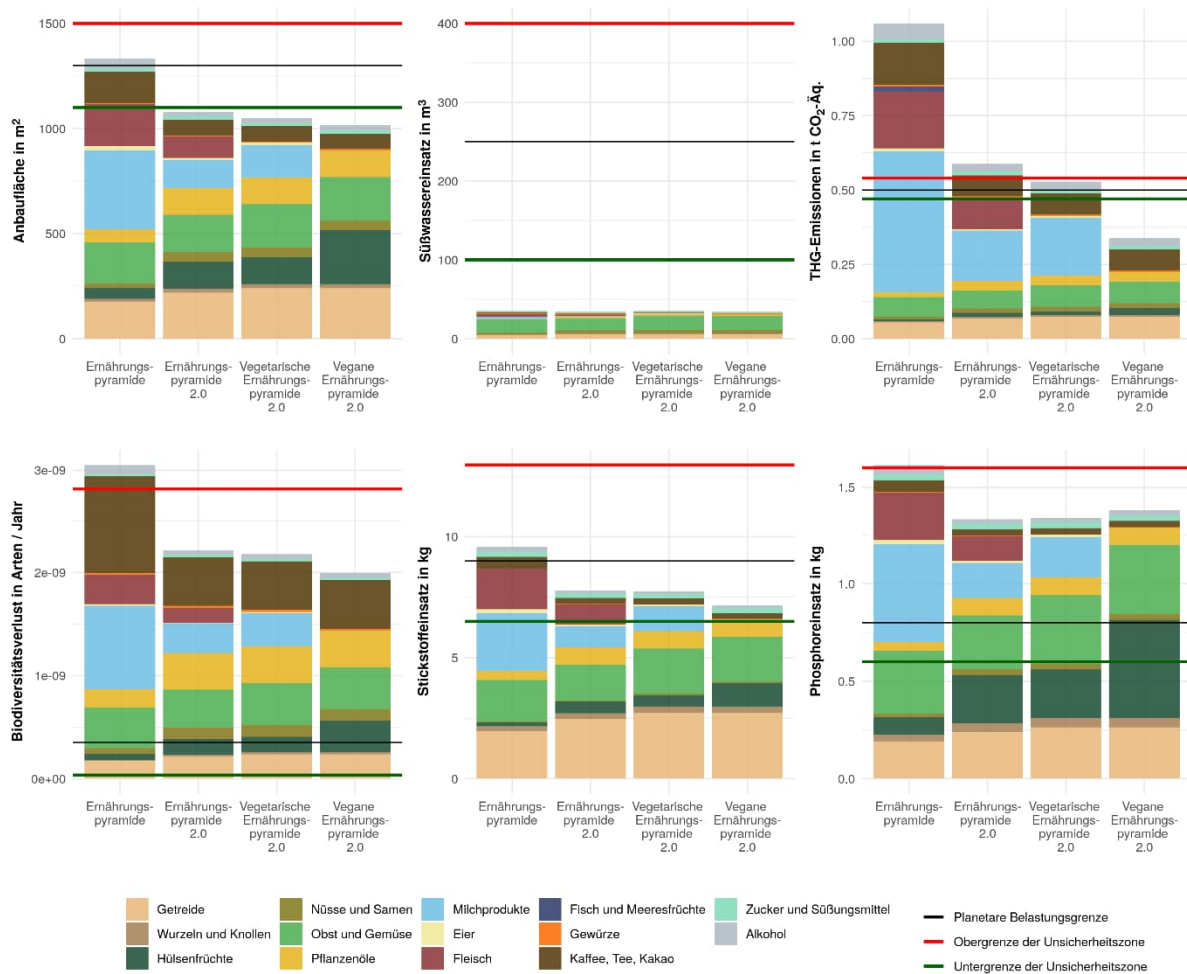 Anbaufläche in m²
1500
1000
500
0
Ernährungs-
pyramide
Ernährungs-
pyramide
2.0
Vegetarische
Ernährungs-
pyramide
2.0
Vegane
Ernährungs-
pyramide
2.0
Süßwassereinsatz in m³
400
300
200
100
0
Ernährungs-
pyramide
Ernährungs-
pyramide
2.0
Vegetarische
Ernährungs-
pyramide
2.0
Vegane
Ernährungs-
pyramide
2.0
THG-Emissionen in t CO₂-Äq.
1.00
0.75
0.50
0.25
0.00
Ernährungs-
pyramide
Ernährungs-
pyramide
2.0
Vegetarische
Ernährungs-
pyramide
2.0
Vegane
Ernährungs-
pyramide
2.0
Biodiversitätsverlust in Arten / Jahr
3e-09
2e-09
1e-09
0e+00
Ernährungs-
pyramide
Ernährungs-
pyramide
2.0
Vegetarische
Ernährungs-
pyramide
2.0
Vegane
Ernährungs-
pyramide
2.0
Stickstoffeinsatz in kg
10
5
0
Ernährungs-
pyramide
Ernährungs-
pyramide
2.0
Vegetarische
Ernährungs-
pyramide
2.0
Vegane
Ernährungs-
pyramide
2.0
Phosphoreinsatz in kg
1.5
1.0
0.5
0.0
Ernährungs-
pyramide
Ernährungs-
pyramide
2.0
Vegetarische
Ernährungs-
pyramide
2.0
Vegane
Ernährungs-
pyramide
2.0
Getreide
Wurzeln und Knollen
Hülsenfrüchte
Nüsse und Samen
Obst und Gemüse
Pflanzenöle
Milchprodukte
Eier
Fleisch
Fisch und Meeresfrüchte
Gewürze
Kaffee, Tee, Kakao
Zucker und Süßungsmittel
Alkohol
Planetare Belastungsgrenze
Obergrenze der Unsicherheitszone
Untergrenze der Unsicherheitszone